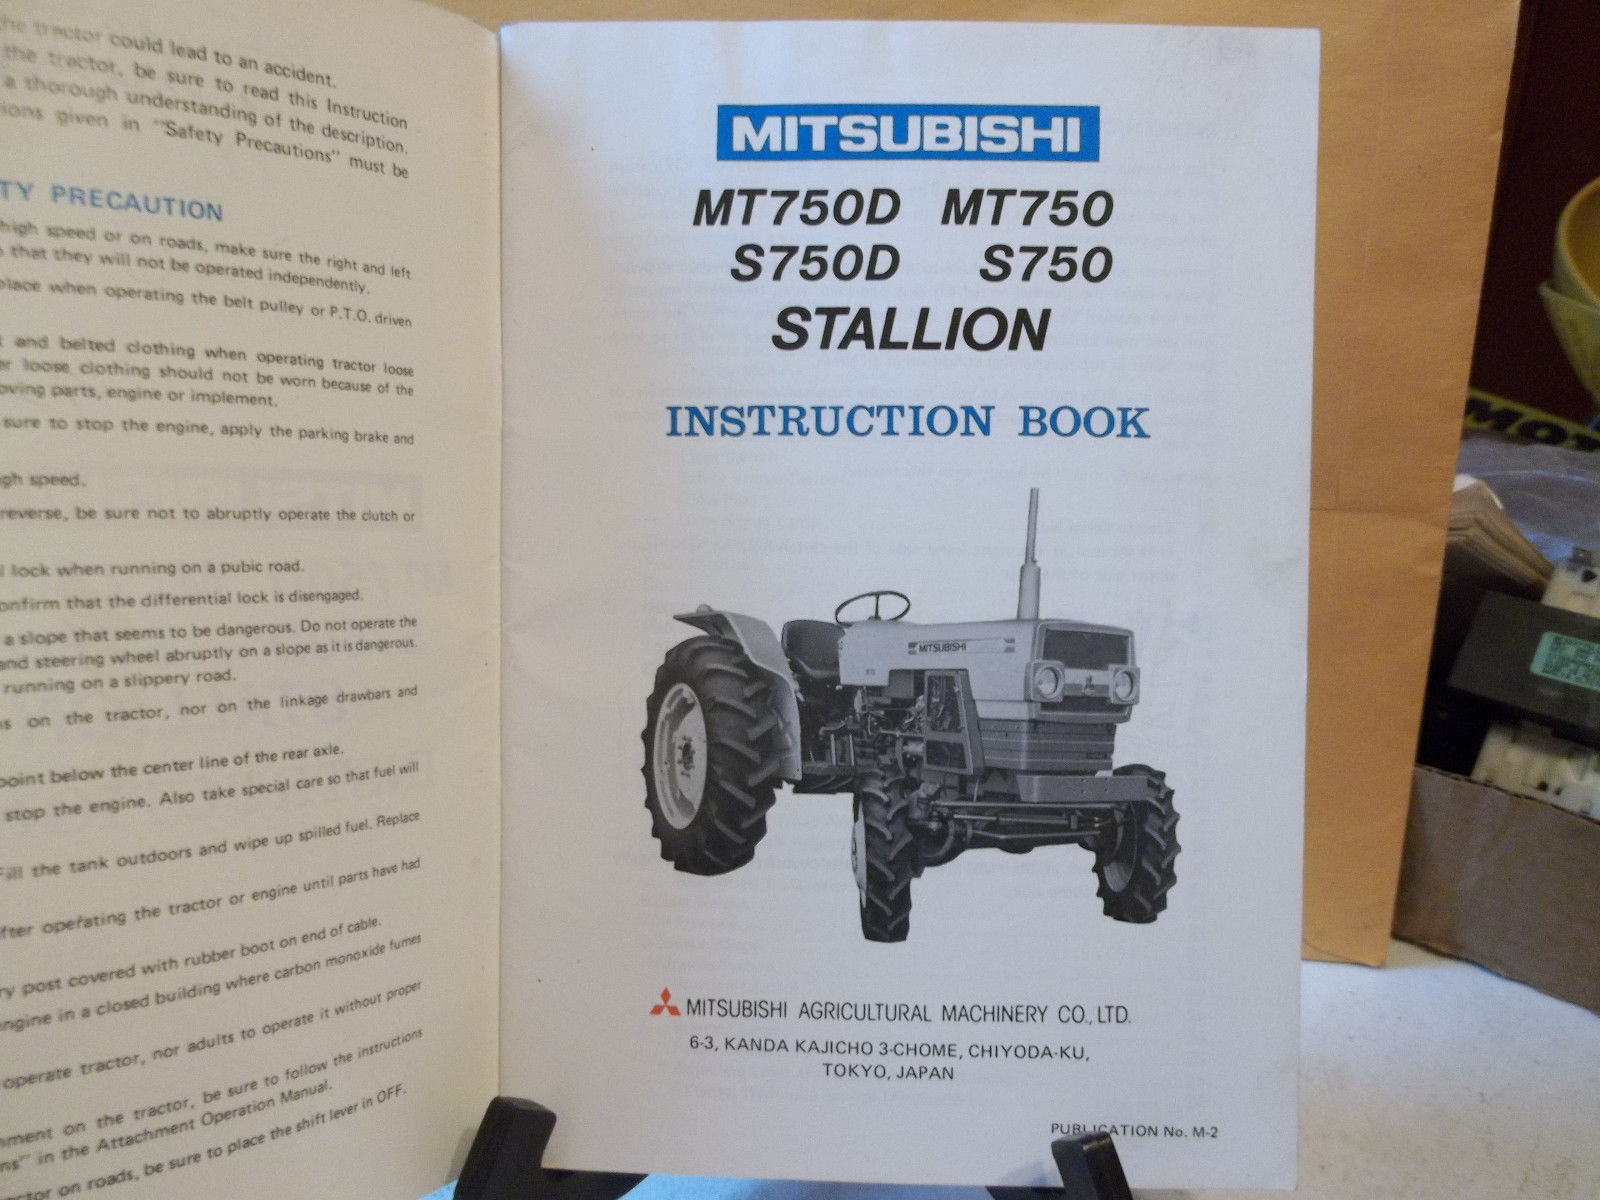 the tractor could lead to an accident.
the tractor, be sure to read this Instruction
a thorough understanding of the description.
ions given in "Safety Precautions" must be
TY PRECAUTION
high speed or on roads, make sure the right and left
that they will not be operated independently.
place when operating the belt pulley or P.T.O. driven
and belted clothing when operating tractor loose
er loose clothing should not be worn because of the
oving parts, engine or implement.
sure to stop the engine, apply the parking brake and
gh speed.
reverse, be sure not to abruptly operate the clutch or
l lock when running on a pubic road.
onfirm that the differential lock is disengaged.
a slope that seems to be dangerous. Do not operate the
and steering wheel abruptly on a slope as it is dangerous.
running on a slippery road.
ns on the tractor, nor on the linkage drawbars and
point below the center line of the rear axle.
stop the engine. Also take special care so that fuel will
Fill the tank outdoors and wipe up spilled fuel. Replace
fter operating the tractor or engine until parts have had
ry post covered with rubber boot on end of cable.
engine in a closed building where carbon monoxide fumes
operate tractor, nor adults to operate it without proper
hment on the tractor, be sure to follow the instructions
ns" in the Attachment Operation Manual.
actor on roads, be sure to place the shift lever in OFF.
MITSUBISHI
MT750D MT750
S750D S750
STALLION
INSTRUCTION BOOK
MITSUBISHI
MITSUBISHI AGRICULTURAL MACHINERY CO., LTD.
6-3, KANDA KAJICHO 3-CHOME, CHIYODA-KU,
TOKYO, JAPAN
PUBLICATION No. M-2
MOT